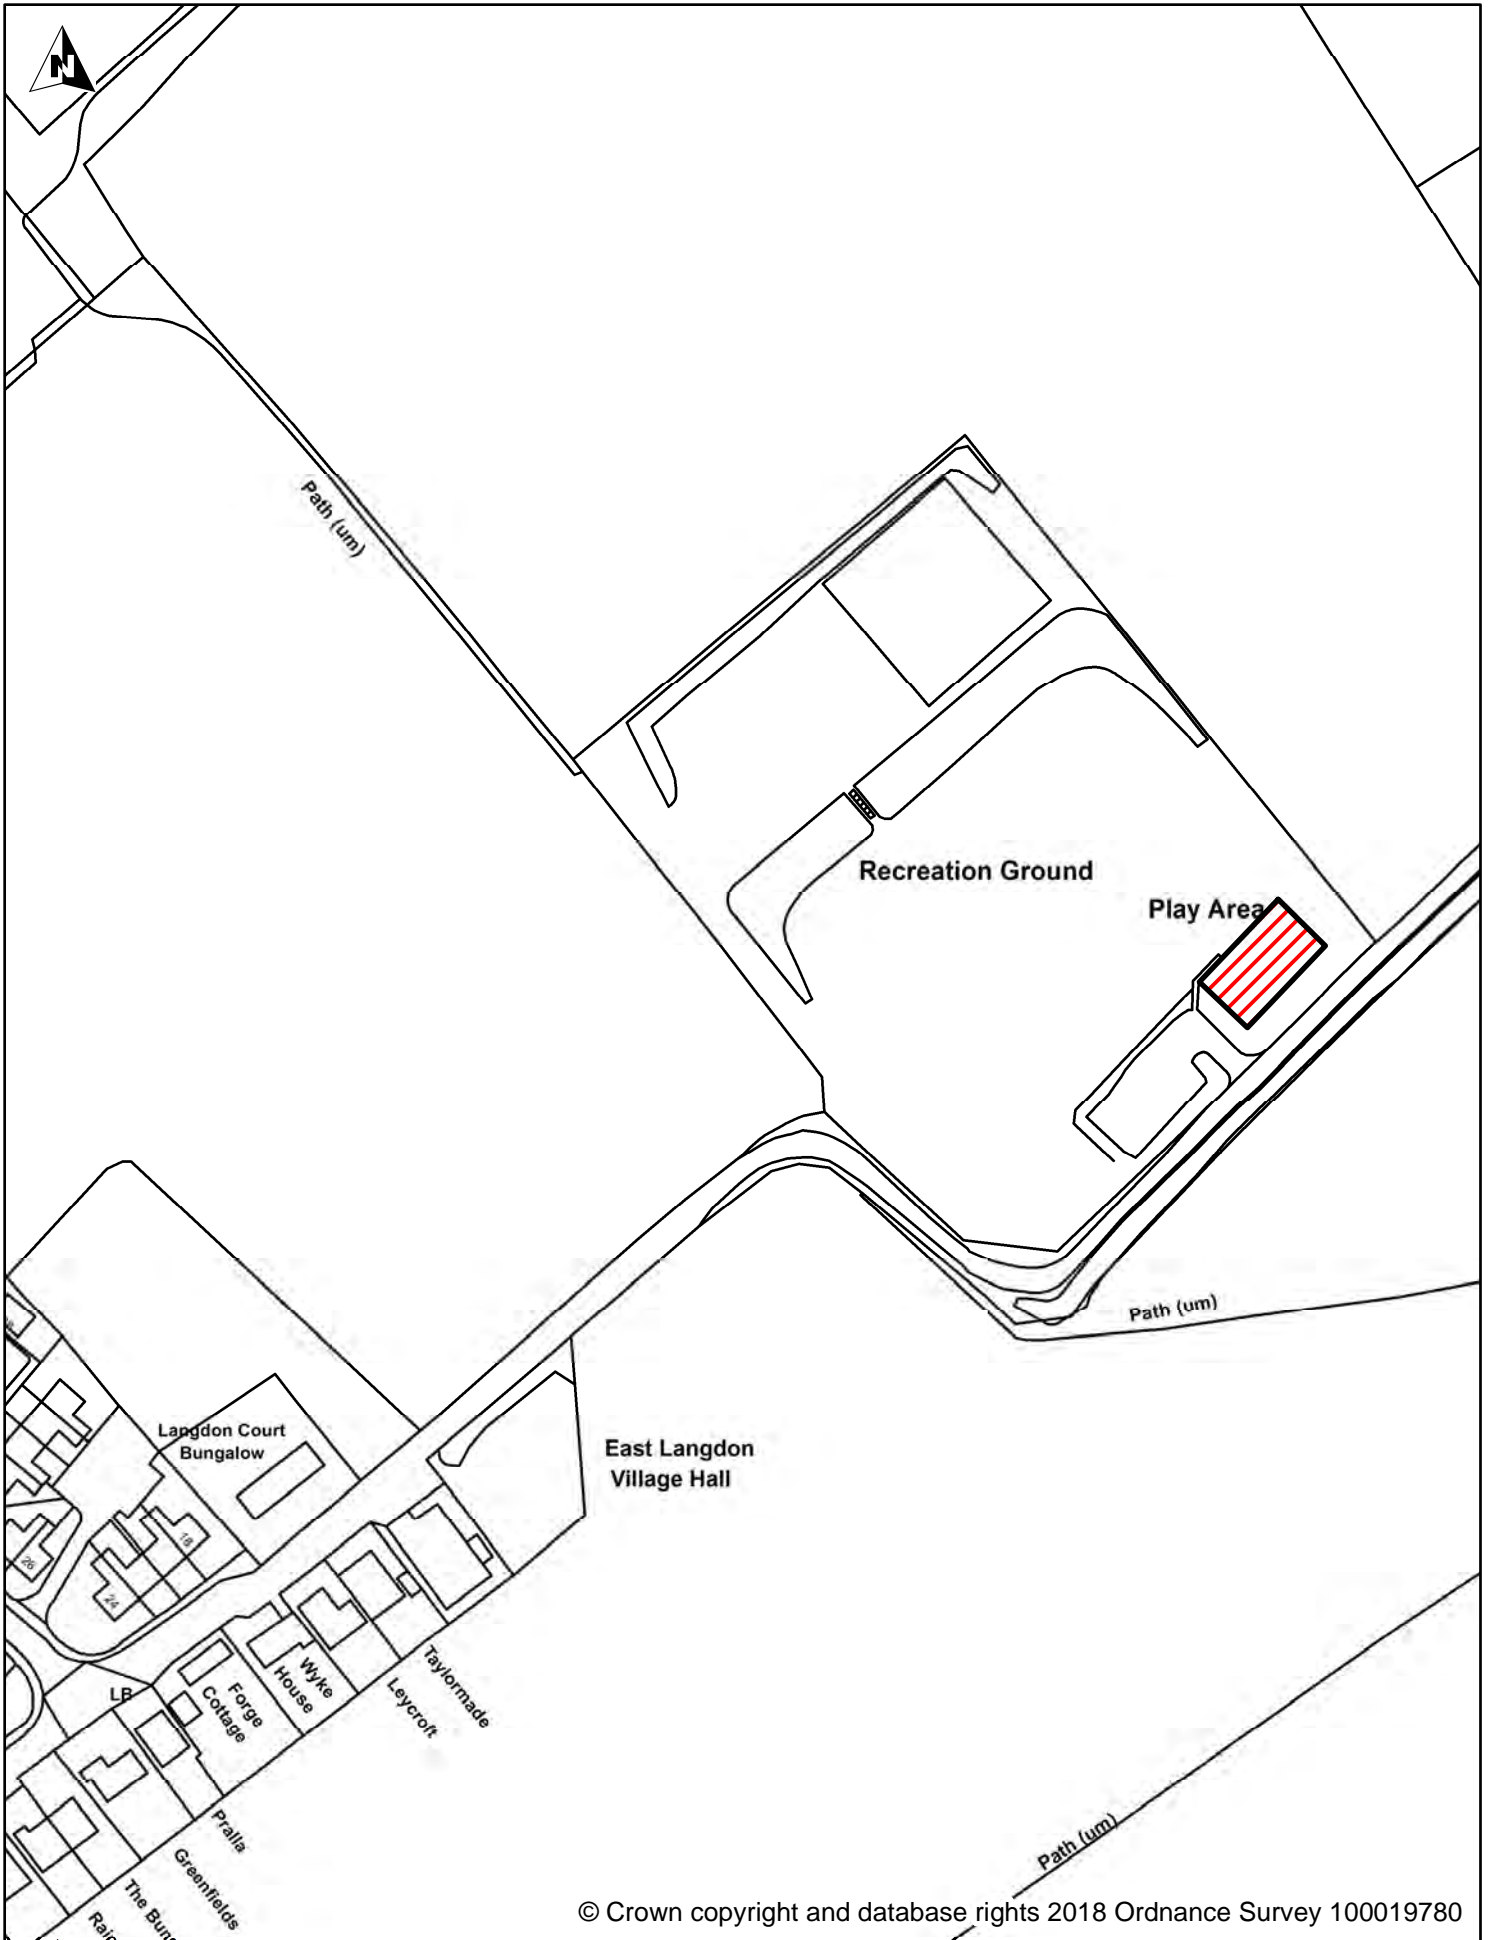 N
Path (um)
Recreation Ground
Play Area
Path (um)
Langdon Court
Bungalow
East Langdon
Village Hall
18
26
24
Taylormade
Leycroft
Wyke
House
Forge
Cottage
LB
Pralla
Greenfields
Path (um)
© Crown copyright and database rights 2018 Ordnance Survey 100019780